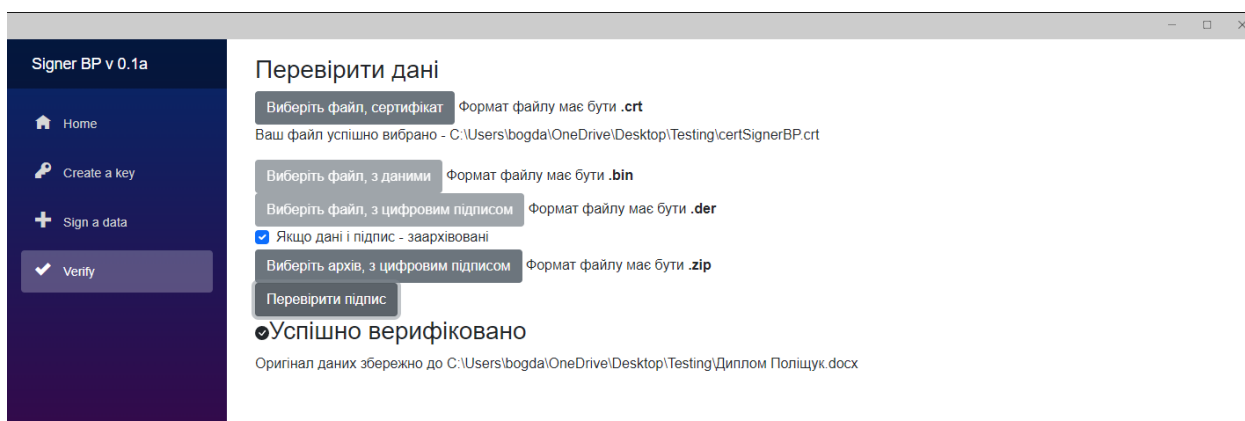 Signer BP v 0.1a
Home
Create a key
Sign a data
Verify
Перевірити дані
Виберіть файл, сертифікат Формат файлу має бути .crt
Ваш файл успішно вибрано - C:\Users\bogda\OneDrive\Desktop\Testing\certSignerBP.crt
Виберіть файл, з даними Формат файлу має бути .bin
Виберіть файл, з цифровим підписом Формат файлу має бути .der
Якщо дані і підпис - заархівовані
Виберіть архів, з цифровим підписом Формат файлу має бути .zip
Перевірити підпис
Успішно верифіковано
Оригінал даних збережно до C:\Users\bogda\OneDrive\Desktop\Testing\Диплом Поліщук.docx